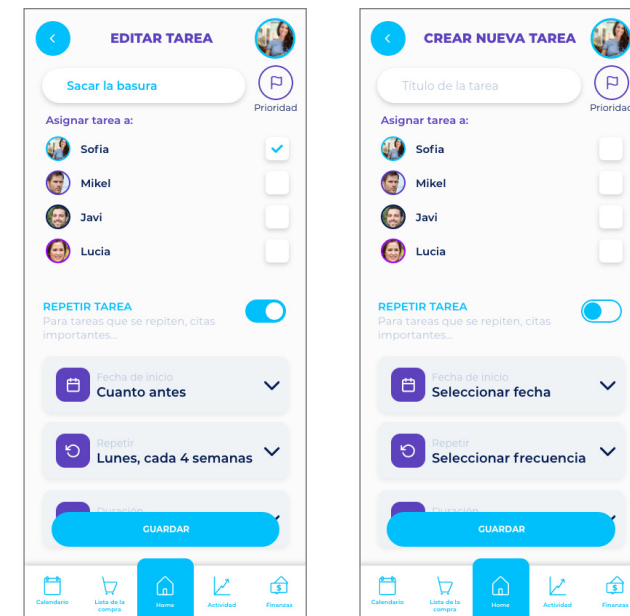 EDITAR TAREA
Sacar la basura
Prioridad
Asignar tarea a:
Sofia
Mikel
Javi
Lucia
REPETIR TAREA
Para tareas que se repiten, citas
importantes...
Fecha de inicio
Cuanto antes
Repetir
Lunes, cada 4 semanas
Duración
GUARDAR
Calendario
Lista de la
compra
Home
Actividad
Finanzas
CREAR NUEVA TAREA
Título de la tarea
Prioridad
Asignar tarea a:
Sofia
Mikel
Javi
Lucia
REPETIR TAREA
Para tareas que se repiten, citas
importantes...
Fecha de inicio
Seleccionar fecha
Repetir
Seleccionar frecuencia
Duración
GUARDAR
Calendario
Lista de la
compra
Home
Actividad
Finanzas